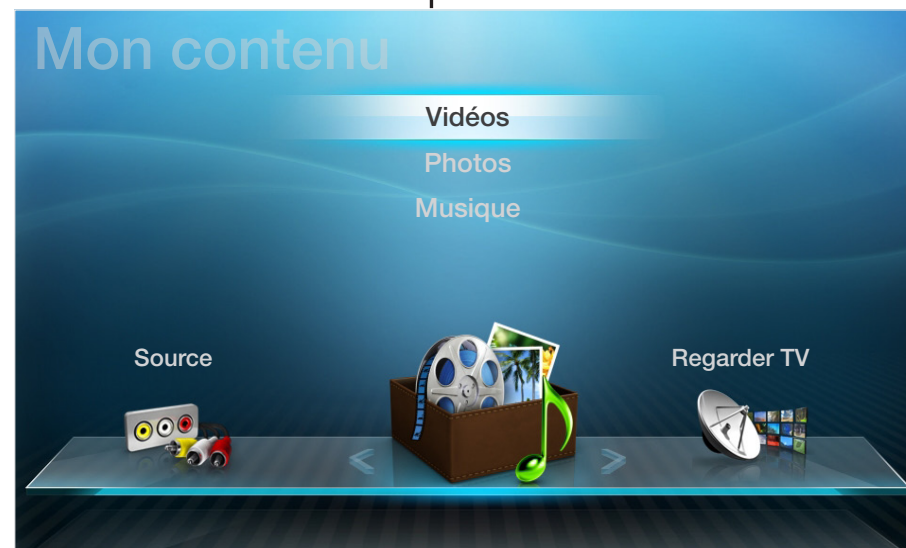 Mon contenu
Vidéos
Photos
Musique
Source
Regarder TV